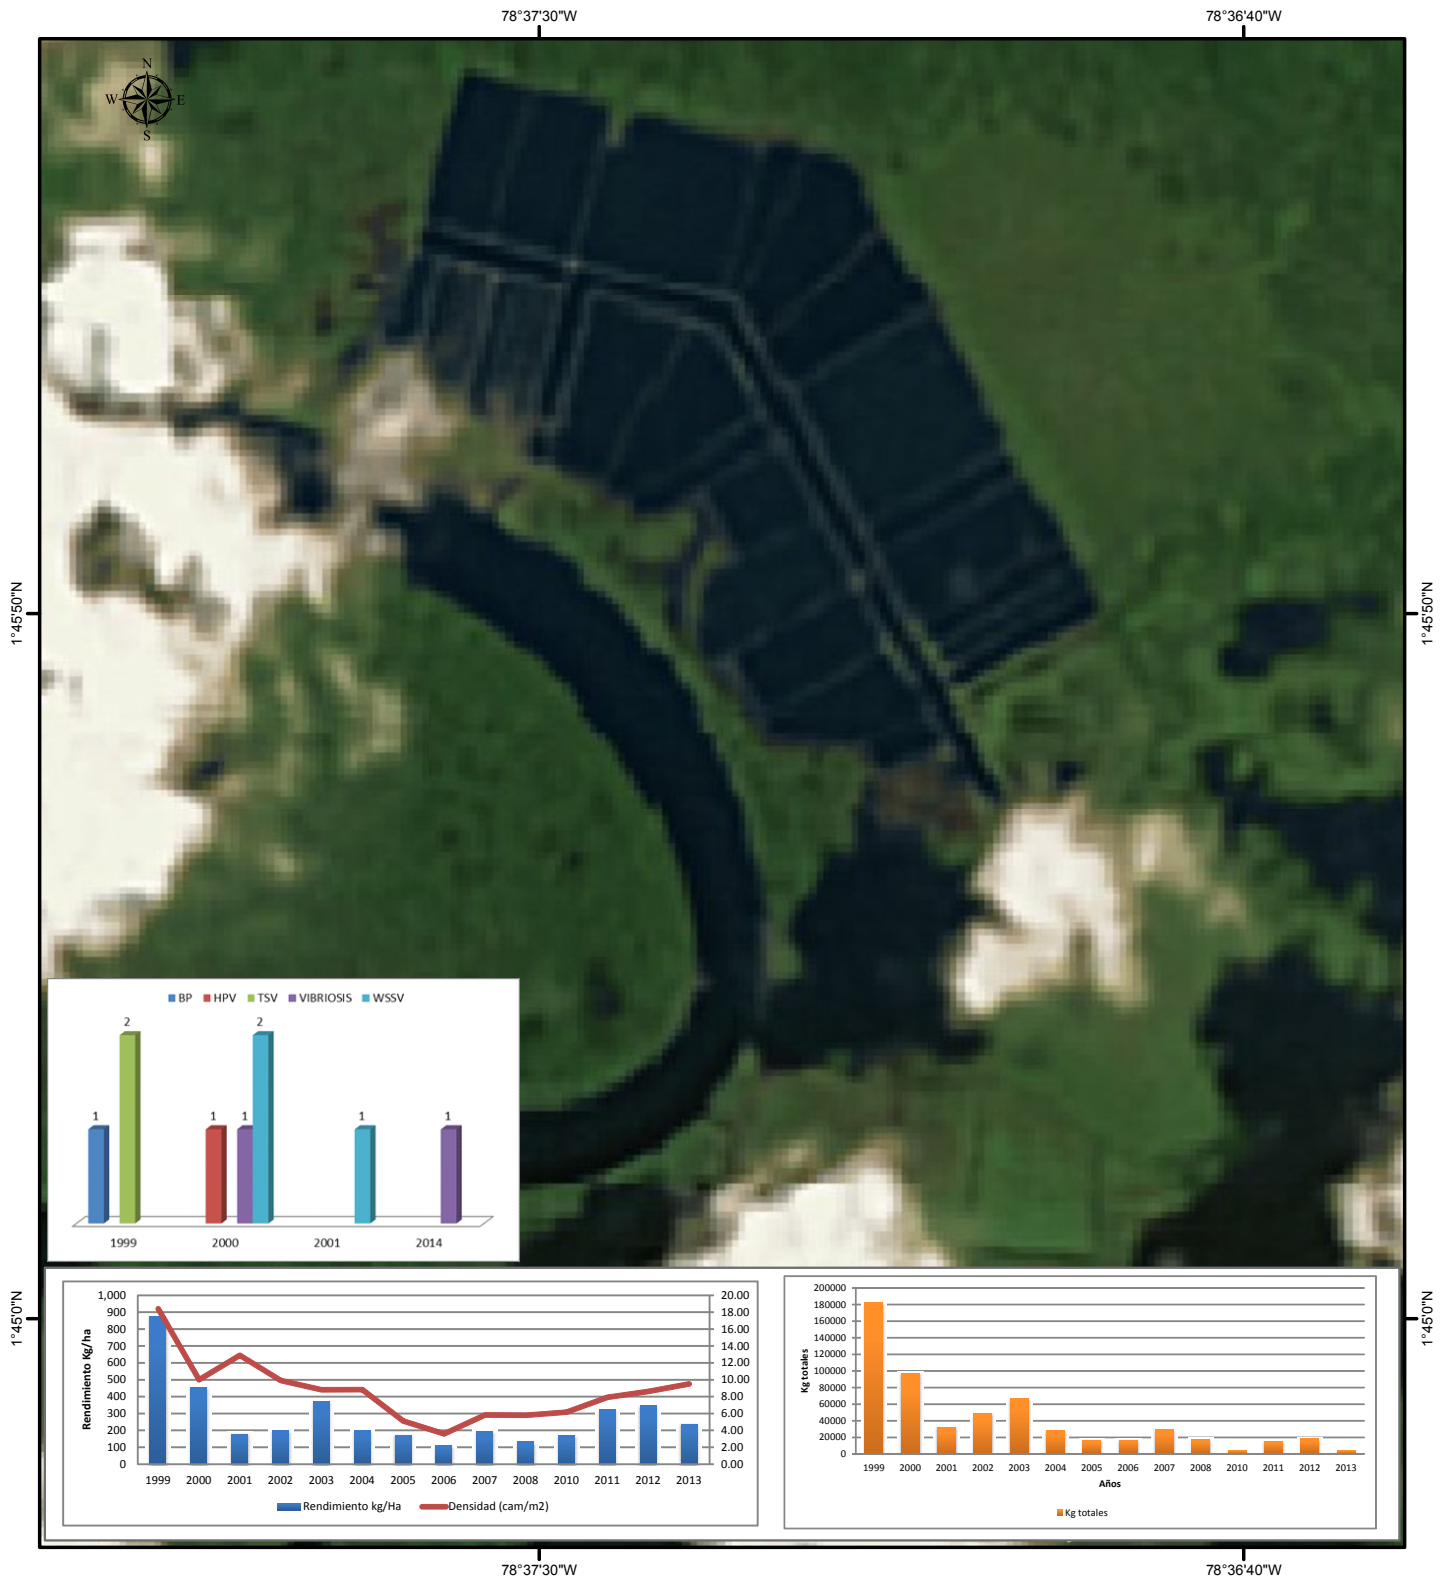 78°37'30"W 78°36'40"W
N
W E
S
1°45'50"N 1°45'50"N
BP HPV TSV VIBRIOSIS WSSV
2 2
1 1 1 1 1
1999 2000 2001 2014
1°45'0"N 1°45'0"N
Rendimiento Kg/ha
1,000
900
800
700
600
500
400
300
200
100
0
20.00
18.00
16.00
14.00
12.00
10.00
8.00
6.00
4.00
2.00
0.00
1999 2000 2001 2002 2003 2004 2005 2006 2007 2008 2010 2011 2012 2013
Rendimiento kg/Ha Densidad (cam/m2)
Kg totales
200000
180000
160000
140000
120000
100000
80000
60000
40000
20000
0
1999 2000 2001 2002 2003 2004 2005 2006 2007 2008 2010 2011 2012 2013
Años
Kg totales
78°37'30"W 78°36'40"W